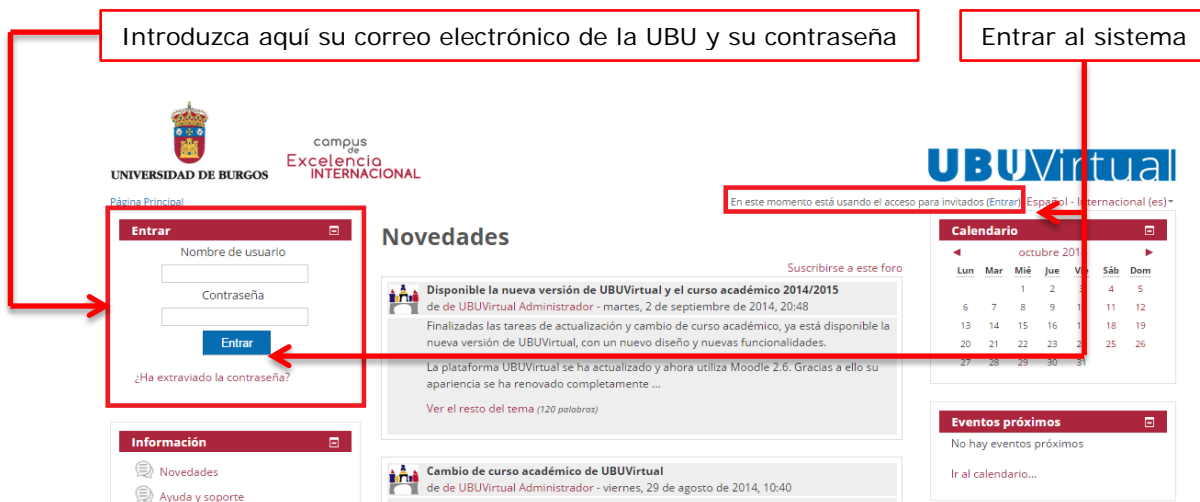 Introduzca aquí su correo electrónico de la UBU y su contraseña
Entrar al sistema
UNIVERSIDAD DE BURGOS
campus
de
Excelencia
INTERNACIONAL
UBUVirtual
Página Principal
En este momento está usando el acceso para invitados (Entrar) Español - Internacional (es)
Entrar
Nombre de usuario
Contraseña
Entrar
¿Ha extraviado la contraseña?
Información
Novedades
Ayuda y soporte
Novedades
Suscribirse a este foro
Disponible la nueva versión de UBUVirtual y el curso académico 2014/2015
de de UBUVirtual Administrador - martes, 2 de septiembre de 2014, 20:48
Finalizadas las tareas de actualización y cambio de curso académico, ya está disponible la
nueva versión de UBUVirtual, con un nuevo diseño y nuevas funcionalidades.
La plataforma UBUVirtual se ha actualizado y ahora utiliza Moodle 2.6. Gracias a ello su
apariencia se ha renovado completamente ...
Ver el resto del tema (120 palabras)
Cambio de curso académico de UBUVirtual
de de UBUVirtual Administrador - viernes, 29 de agosto de 2014, 10:40
Calendario
octubre
Lun Mar Mié Jue Sáb Dom
1 2 3 4 5
6 7 8 9 11 12
13 14 15 16 18 19
20 21 22 23 25 26
27 28 29 30 31
Eventos próximos
No hay eventos próximos
Ir al calendario...